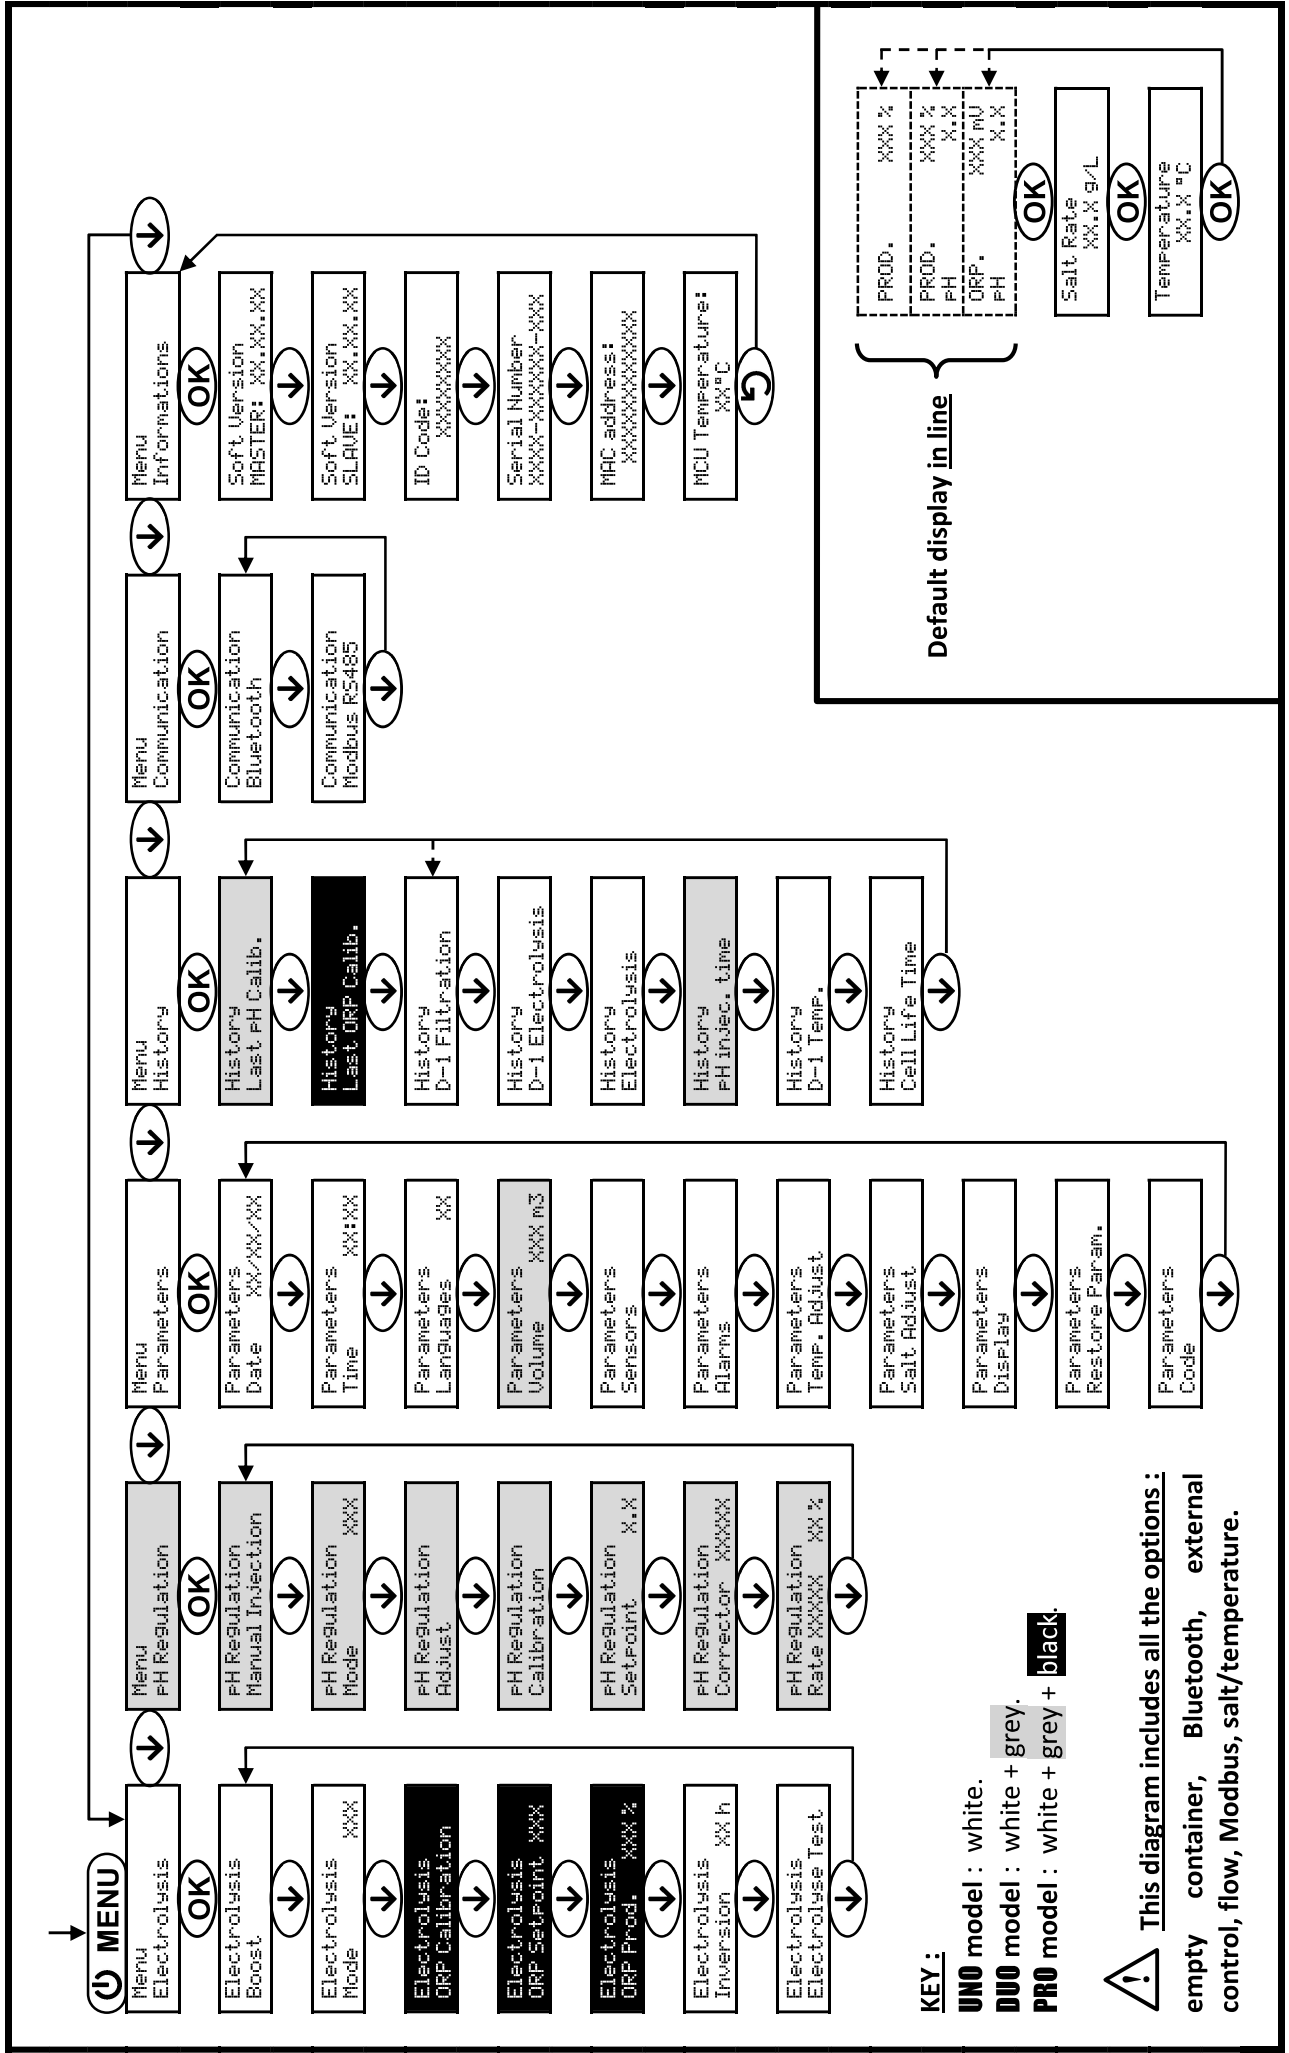 MENU
Menu
Electrolysis
OK
Electrolysis
Boost
Electrolysis
Mode XXX
Electrolysis
ORP Calibration
Electrolysis
ORP Setpoint XXX
Electrolysis
ORP Prod. XXX %
Electrolysis
Inversion XX h
Electrolysis
Electrolyse Test
Menu
pH Regulation
OK
pH Regulation
Manual Injection
pH Regulation
Mode XXX
pH Regulation
Adjust
pH Regulation
Calibration
pH Regulation
Setpoint X.X
pH Regulation
Corrector XXXXX
pH Regulation
Rate XXXXX XX %
Menu
Parameters
OK
Parameters
Date XX/XX/XX
Parameters
Time XX:XX
Parameters
Languages XX
Parameters
Volume XXX m3
Parameters
Sensors
Parameters
Alarms
Parameters
Temp. Adjust
Parameters
Salt Adjust
Parameters
Display
Parameters
Restore Param.
Parameters
Code
Menu
History
OK
History
Last pH Calib.
History
Last ORP Calib.
History
D-1 Filtration
History
D-1 Electrolysis
History
Electrolysis
History
pH injec. time
History
D-1 Temp.
History
Cell Life Time
Menu
Communication
OK
Communication
Bluetooth
Communication
Modbus RS485
Menu
Informations
OK
Soft Version
MASTER: XX.XX.XX
Soft Version
SLAVE: XX.XX.XX
ID Code:
XXXXXXXX
Serial Number
XXXX-XXXXXX-XXX
MAC address:
XXXXXXXXXXXX
MCU Temperature:
XX°C
KEY :
UNO model : white.
DUO model : white + grey.
PRO model : white + grey + black.
This diagram includes all the options :
empty container, Bluetooth, external
control, flow, Modbus, salt/temperature.
Default display in line
PROD. XXX %
PROD. XXX %
pH X.X
ORP. XXX mV
pH X.X
OK
Salt Rate
XX.X g/L
OK
Temperature
XX.X °C
OK